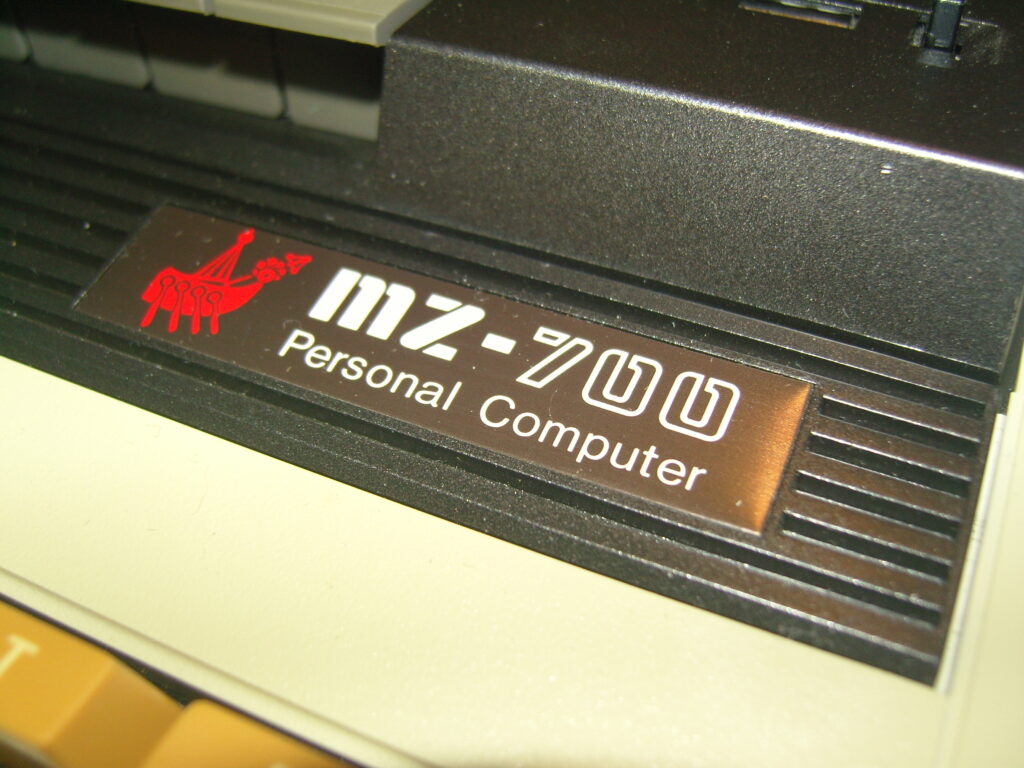 mz-700
Personal Computer
T